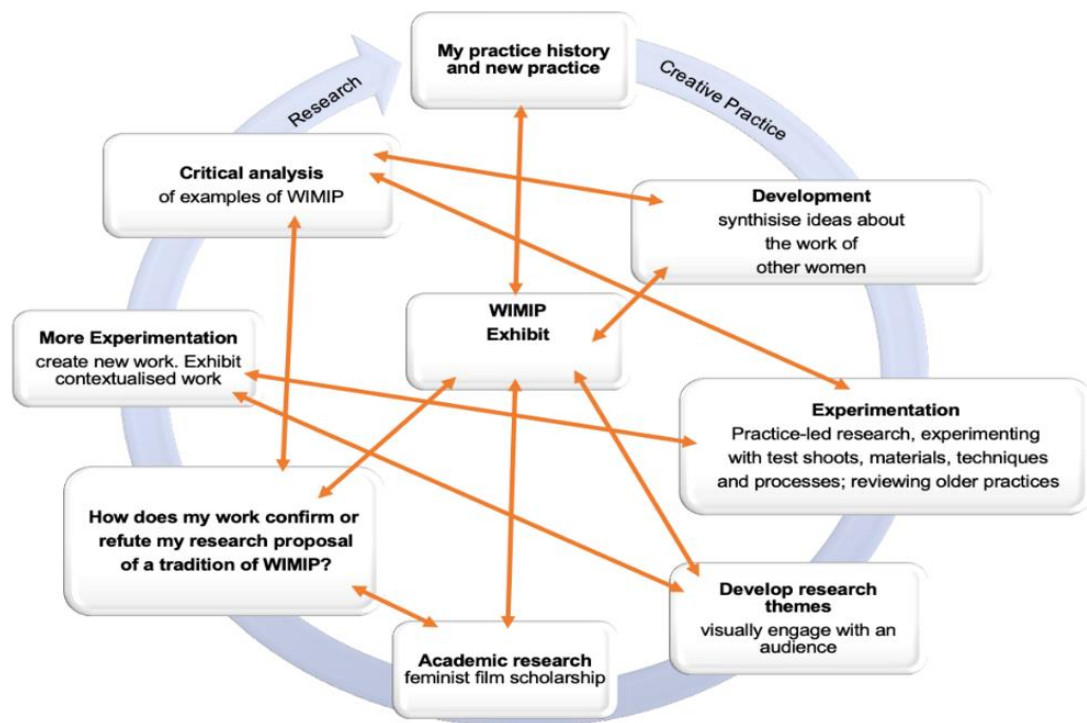 My practice history
and new practice
Research
Creative Practice
Critical analysis
of examples of WIMIP
Development
synthisise ideas about
the work of
other women
WIMIP
Exhibit
More Experimentation
create new work. Exhibit
contextualised work
Experimentation
Practice-led research, experimenting
with test shoots, materials, techniques
and processes; reviewing older practices
How does my work confirm or
refute my research proposal
of a tradition of WIMIP?
Develop research
themes
visually engage with an
audience
Academic research
feminist film scholarship